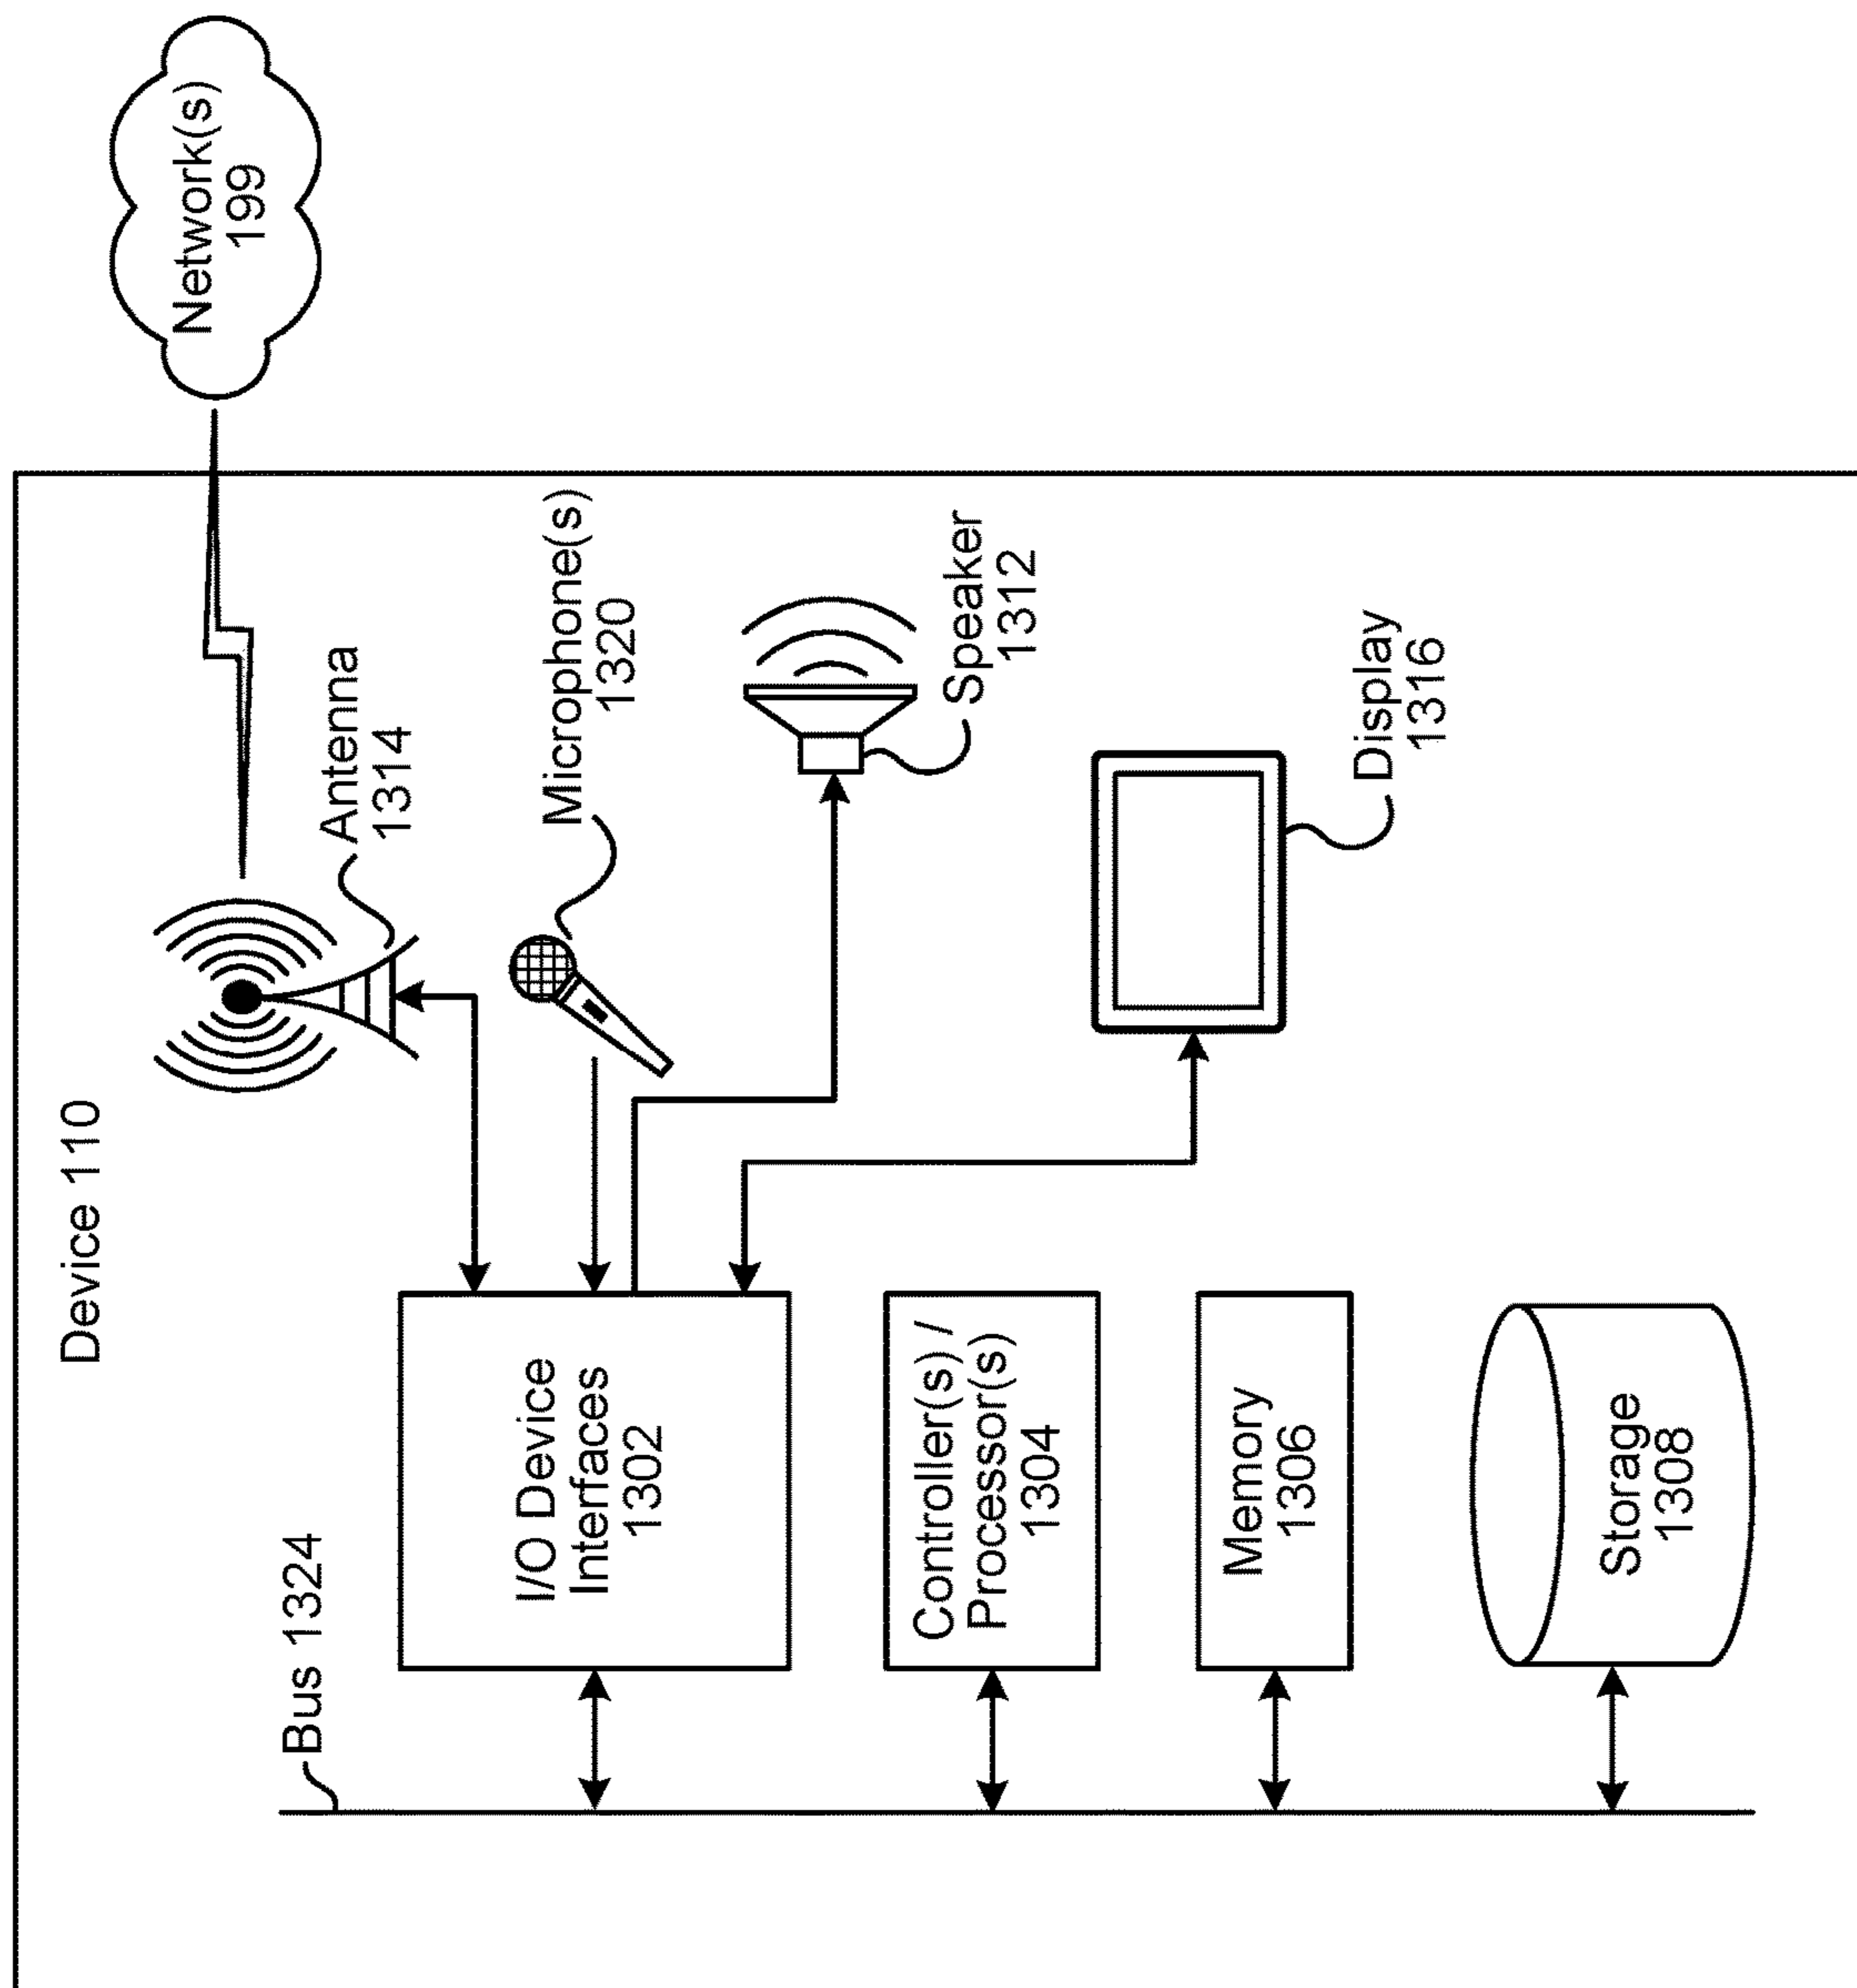 Device 110
Network(s)
199
Antenna
1314
Bus 1324
I/O Device
Interfaces
1302
Microphone(s)
1320
Controller(s) /
Processor(s)
1304
Speaker
1312
Memory
1306
Display
1316
Storage
1308